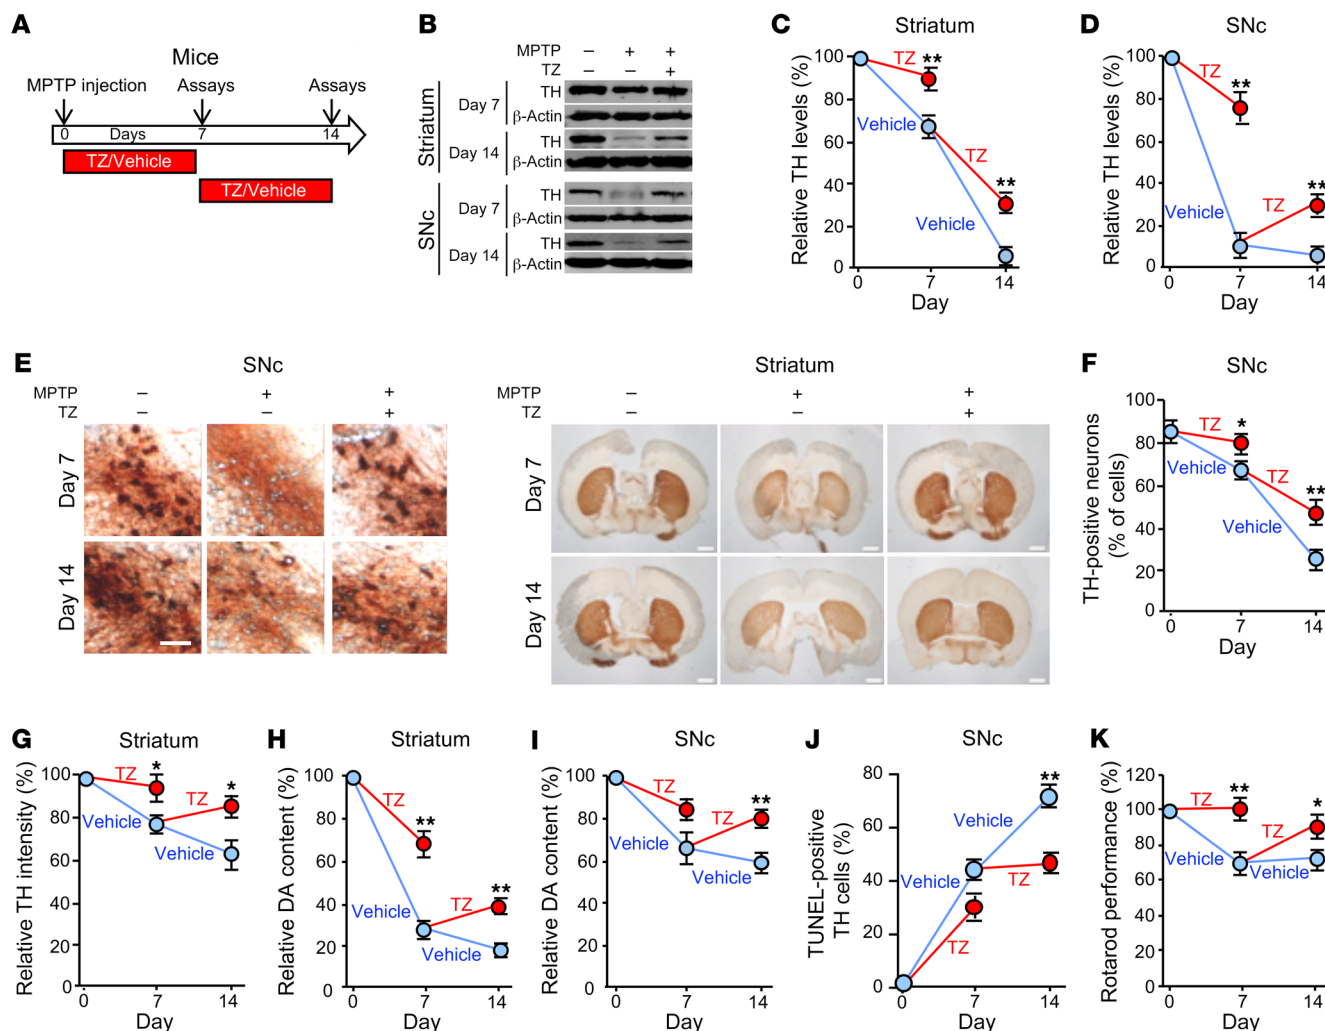 A
Mice
MPTP injection Assays Assays
0 Days 7 14
TZ/Vehicle
TZ/Vehicle
B
MPTP – + +
TZ – – +
Striatum
Day 7
TH
β-Actin
Day 14
TH
β-Actin
SNc
Day 7
TH
β-Actin
Day 14
TH
β-Actin
C
Striatum
Relative TH levels (%)
100
80
60
40
20
0
TZ
**
Vehicle
TZ
**
Vehicle
0 7 14
Day
D
SNc
Relative TH levels (%)
100
80
60
40
20
0
TZ
**
Vehicle
TZ
**
0 7 14
Day
E
SNc
MPTP – + +
TZ – – +
Day 7
Day 14
Striatum
MPTP – + +
TZ – – +
Day 7
Day 14
F
SNc
TH-positive neurons
(% of cells)
100
80
60
40
20
0
TZ
*
Vehicle
TZ
**
Vehicle
0 7 14
Day
G
Striatum
Relative TH intensity (%)
100
80
60
40
20
0
TZ
*
Vehicle
TZ
*
Vehicle
0 7 14
Day
H
Striatum
Relative DA content (%)
100
80
60
40
20
0
TZ
**
Vehicle
TZ
**
Vehicle
0 7 14
Day
I
SNc
Relative DA content (%)
100
80
60
40
20
0
TZ
Vehicle
TZ
**
Vehicle
0 7 14
Day
J
SNc
TUNEL-positive
TH cells (%)
80
60
40
20
0
Vehicle
**
Vehicle
TZ
TZ
0 7 14
Day
K
Rotarod performance (%)
120
100
80
60
40
20
0
TZ
**
Vehicle
TZ
*
Vehicle
0 7 14
Day